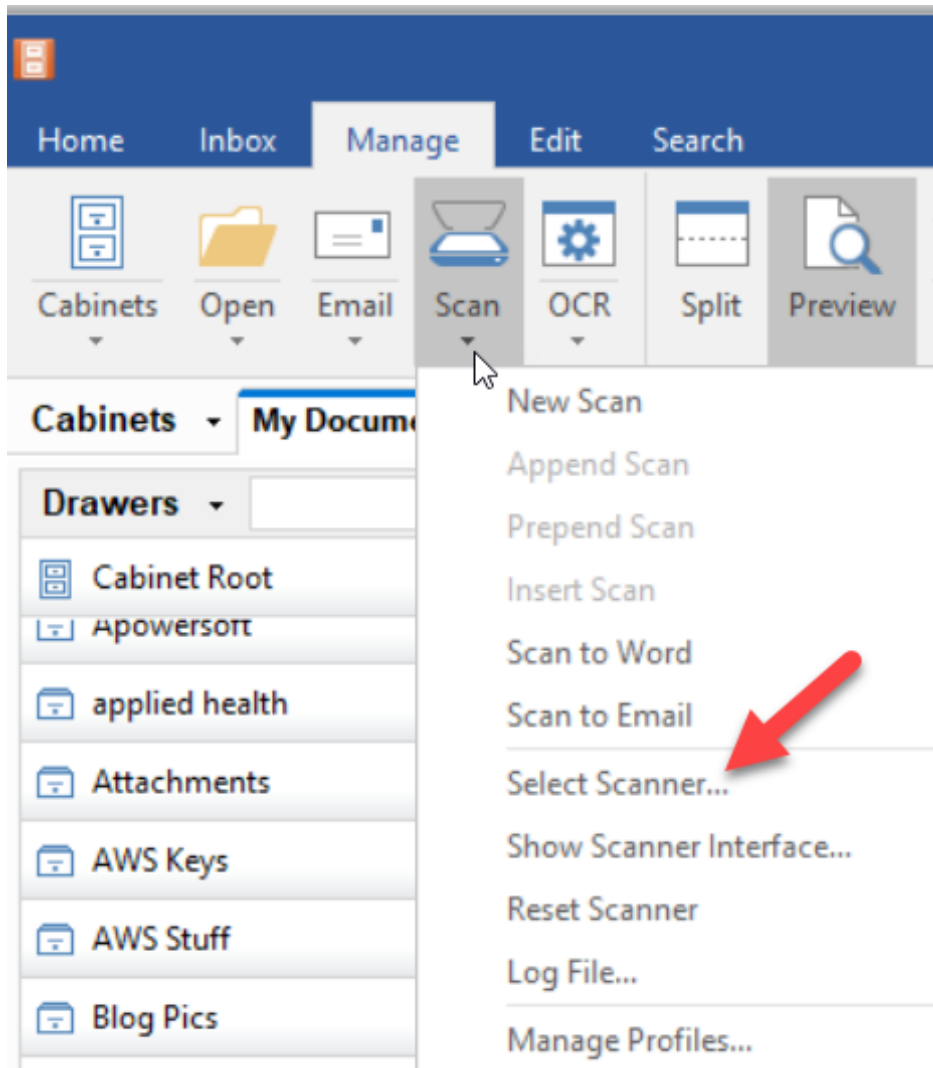 Home Inbox Manage Edit Search
Cabinets Open Email Scan OCR Split Preview
Cabinets My Docume
Drawers
Cabinet Root
Apowersoft
applied health
Attachments
AWS Keys
AWS Stuff
Blog Pics
New Scan
Append Scan
Prepend Scan
Insert Scan
Scan to Word
Scan to Email
Select Scanner...
Show Scanner Interface...
Reset Scanner
Log File...
Manage Profiles...